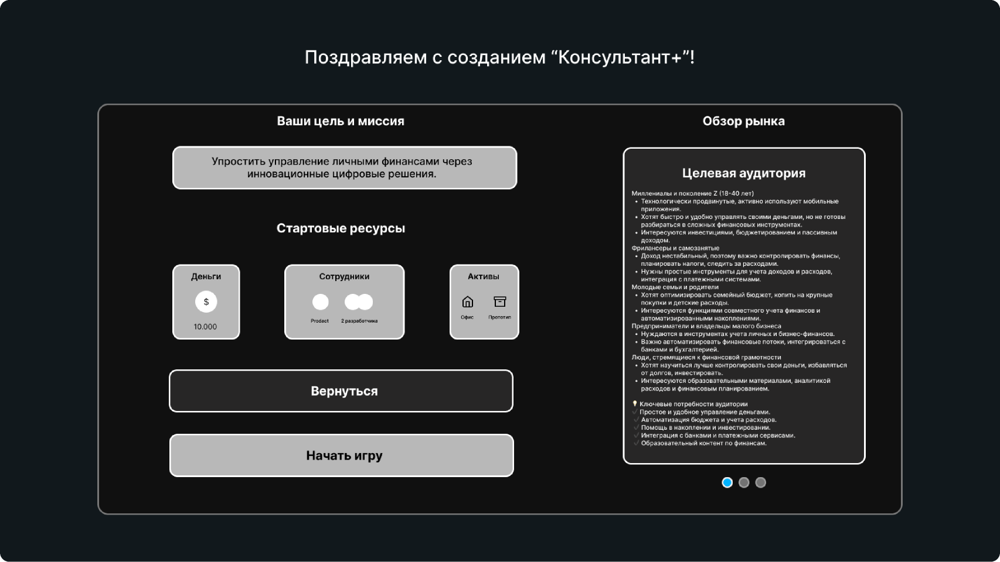 Поздравляем с созданием “Консультант+”!
Ваши цель и миссия
Упростить управление личными финансами через
инновационные цифровые решения.
Стартовые ресурсы
Деньги
$
10.000
Сотрудники
Prodact
2 разработчика
Активы
Офис
Прототип
Вернуться
Начать игру
Обзор рынка
Целевая аудитория
Миллениалы и поколение Z (18-40 лет)
• Технологически продвинутые, активно используют мобильные
приложения.
• Хотят быстро и удобно управлять своими деньгами, но не готовы
разбираться в сложных финансовых инструментах.
• Интересуются инвестициями, бюджетированием и пассивным
доходом.
Фрилансеры и самозанятые
• Доход нестабильный, поэтому важно контролировать финансы,
планировать налоги, следить за расходами.
• Нужны простые инструменты для учета доходов и расходов,
интеграция с платежными системами.
Молодые семьи и родители
• Хотят оптимизировать семейный бюджет, копить на крупные
покупки и детские расходы.
• Интересуются функциями совместного учета финансов и
автоматизированными накоплениями.
Предприниматели и владельцы малого бизнеса
• Нуждаются в инструментах учета личных и бизнес-финансов.
• Важно автоматизировать финансовые потоки, интегрироваться с
банками и бухгалтерией.
Люди, стремящиеся к финансовой грамотности
• Хотят научиться лучше контролировать свои деньги, избавляться
от долгов, инвестировать.
• Интересуются образовательными материалами, аналитикой
расходов и финансовым планированием.
💡 Ключевые потребности аудитории
✓ Простое и удобное управление деньгами.
✓ Автоматизация бюджета и учета расходов.
✓ Помощь в накоплении и инвестировании.
✓ Интеграция с банками и платежными сервисами.
✓ Образовательный контент по финансам.